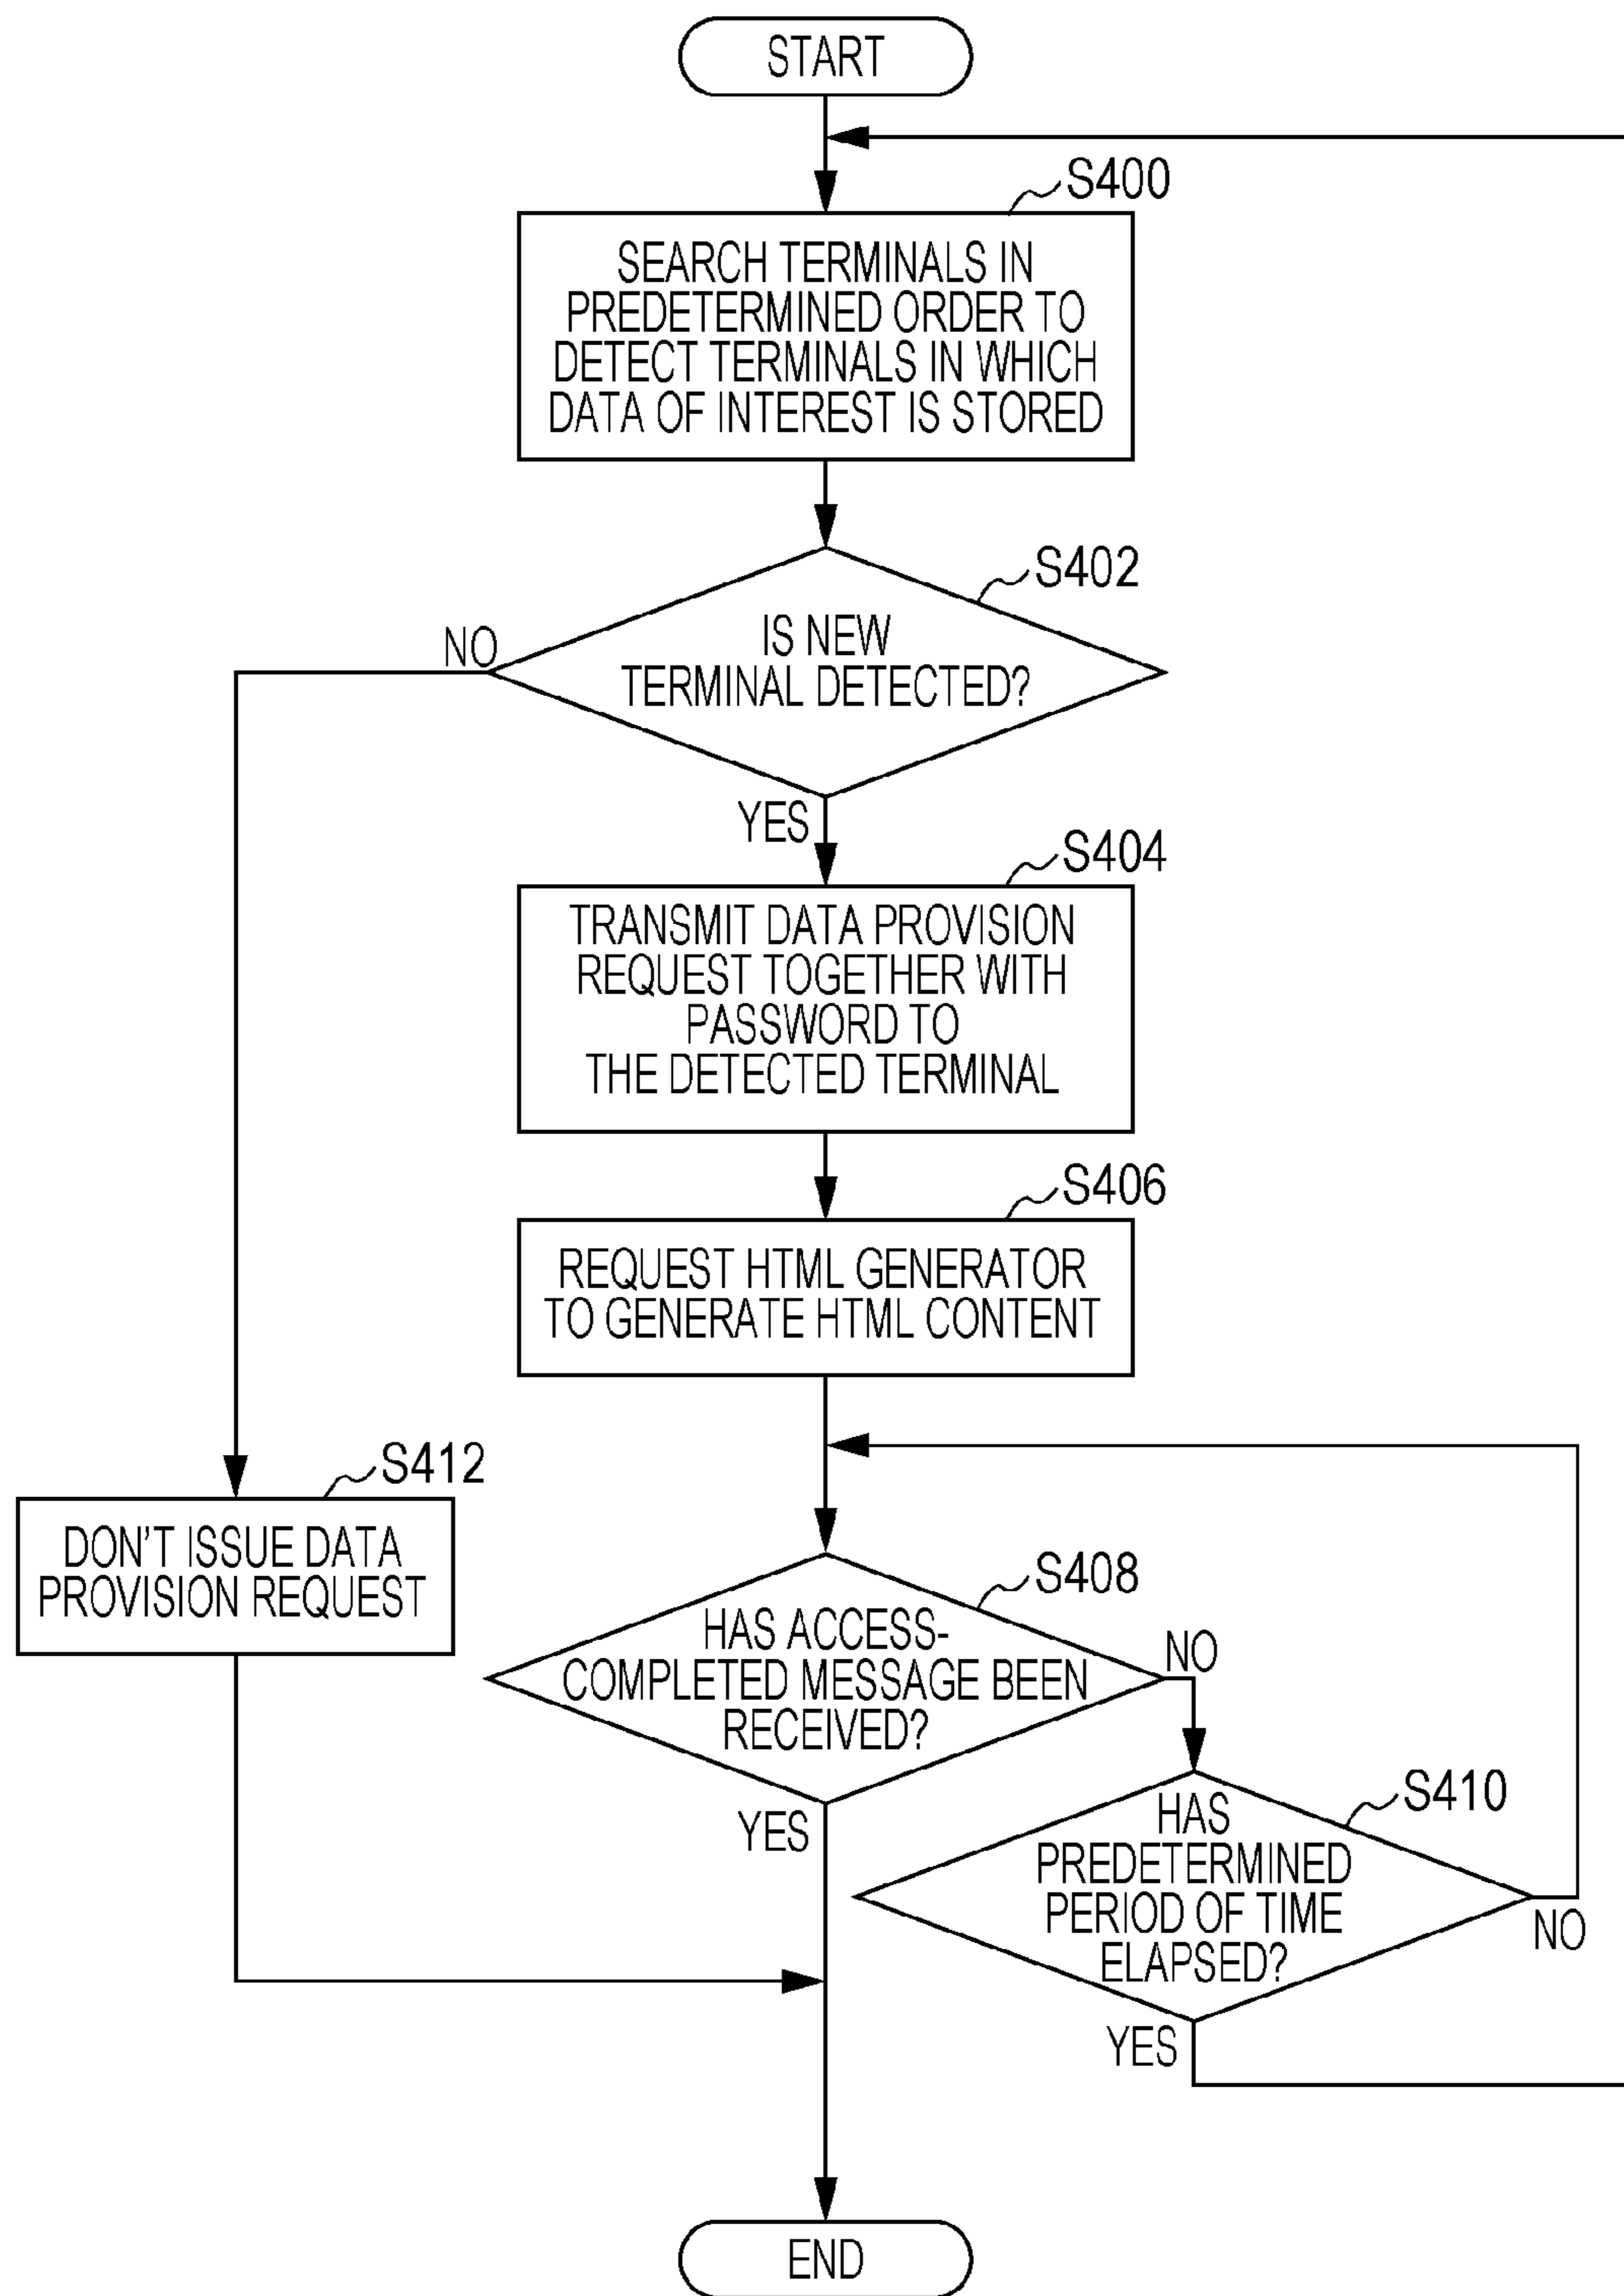 START
S400
SEARCH TERMINALS IN
PREDETERMINED ORDER TO
DETECT TERMINALS IN WHICH
DATA OF INTEREST IS STORED
S402
IS NEW
TERMINAL DETECTED?
NO
YES
S404
TRANSMIT DATA PROVISION
REQUEST TOGETHER WITH
PASSWORD TO
THE DETECTED TERMINAL
S406
REQUEST HTML GENERATOR
TO GENERATE HTML CONTENT
S412
DON'T ISSUE DATA
PROVISION REQUEST
S408
HAS ACCESS-
COMPLETED MESSAGE BEEN
RECEIVED?
NO
YES
S410
HAS
PREDETERMINED
PERIOD OF TIME
ELAPSED?
NO
YES
END